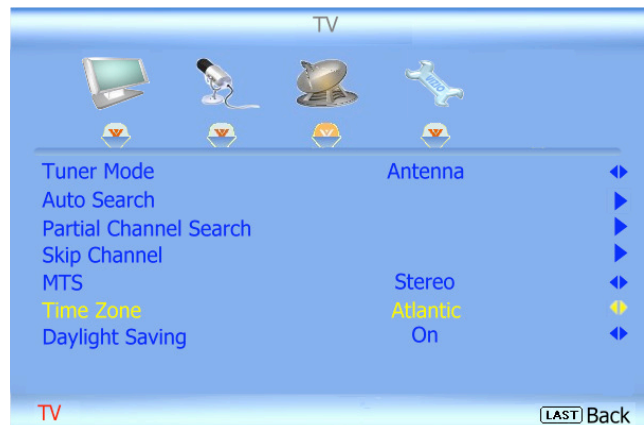 TV
VIZIO
Tuner Mode Antenna
Auto Search
Partial Channel Search
Skip Channel
MTS Stereo
Time Zone Atlantic
Daylight Saving On
TV LAST Back